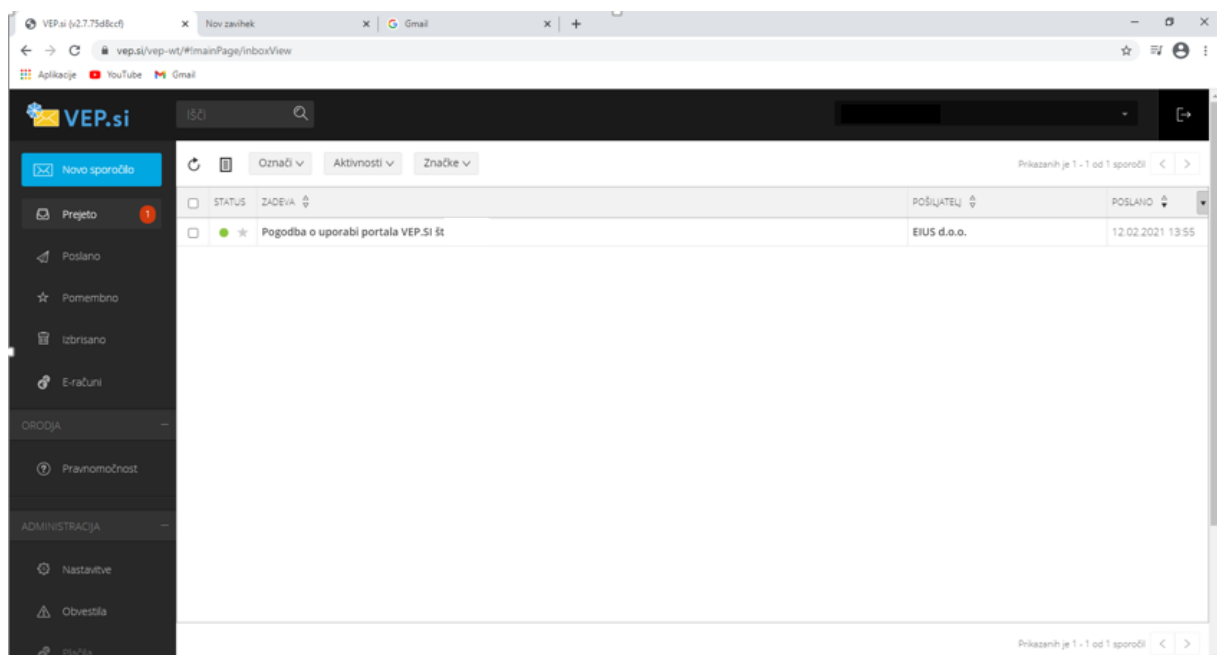 VEP.si (v2.7.75d8ccf)
Nov zavihek
Gmail
vep.si/vep-wt/#!mainPage/inboxView
Aplikacije YouTube Gmail
VEP.si
Išči
Novo sporočilo
Označi Aktivnosti Značke
Prikazanih je 1 - 1 od 1 sporočil
Prejeto 1
STATUS ZADEVA POŠILJATELJ POSLANO
Pogodba o uporabi portala VEP.SI št EIUS d.o.o. 12.02.2021 13:55
Poslano
Pomembno
Izbrisano
E-računi
ORODJA
Pravnomočnost
ADMINISTRACIJA
Nastavitve
Obvestila
Plačila
Prikazanih je 1 - 1 od 1 sporočil